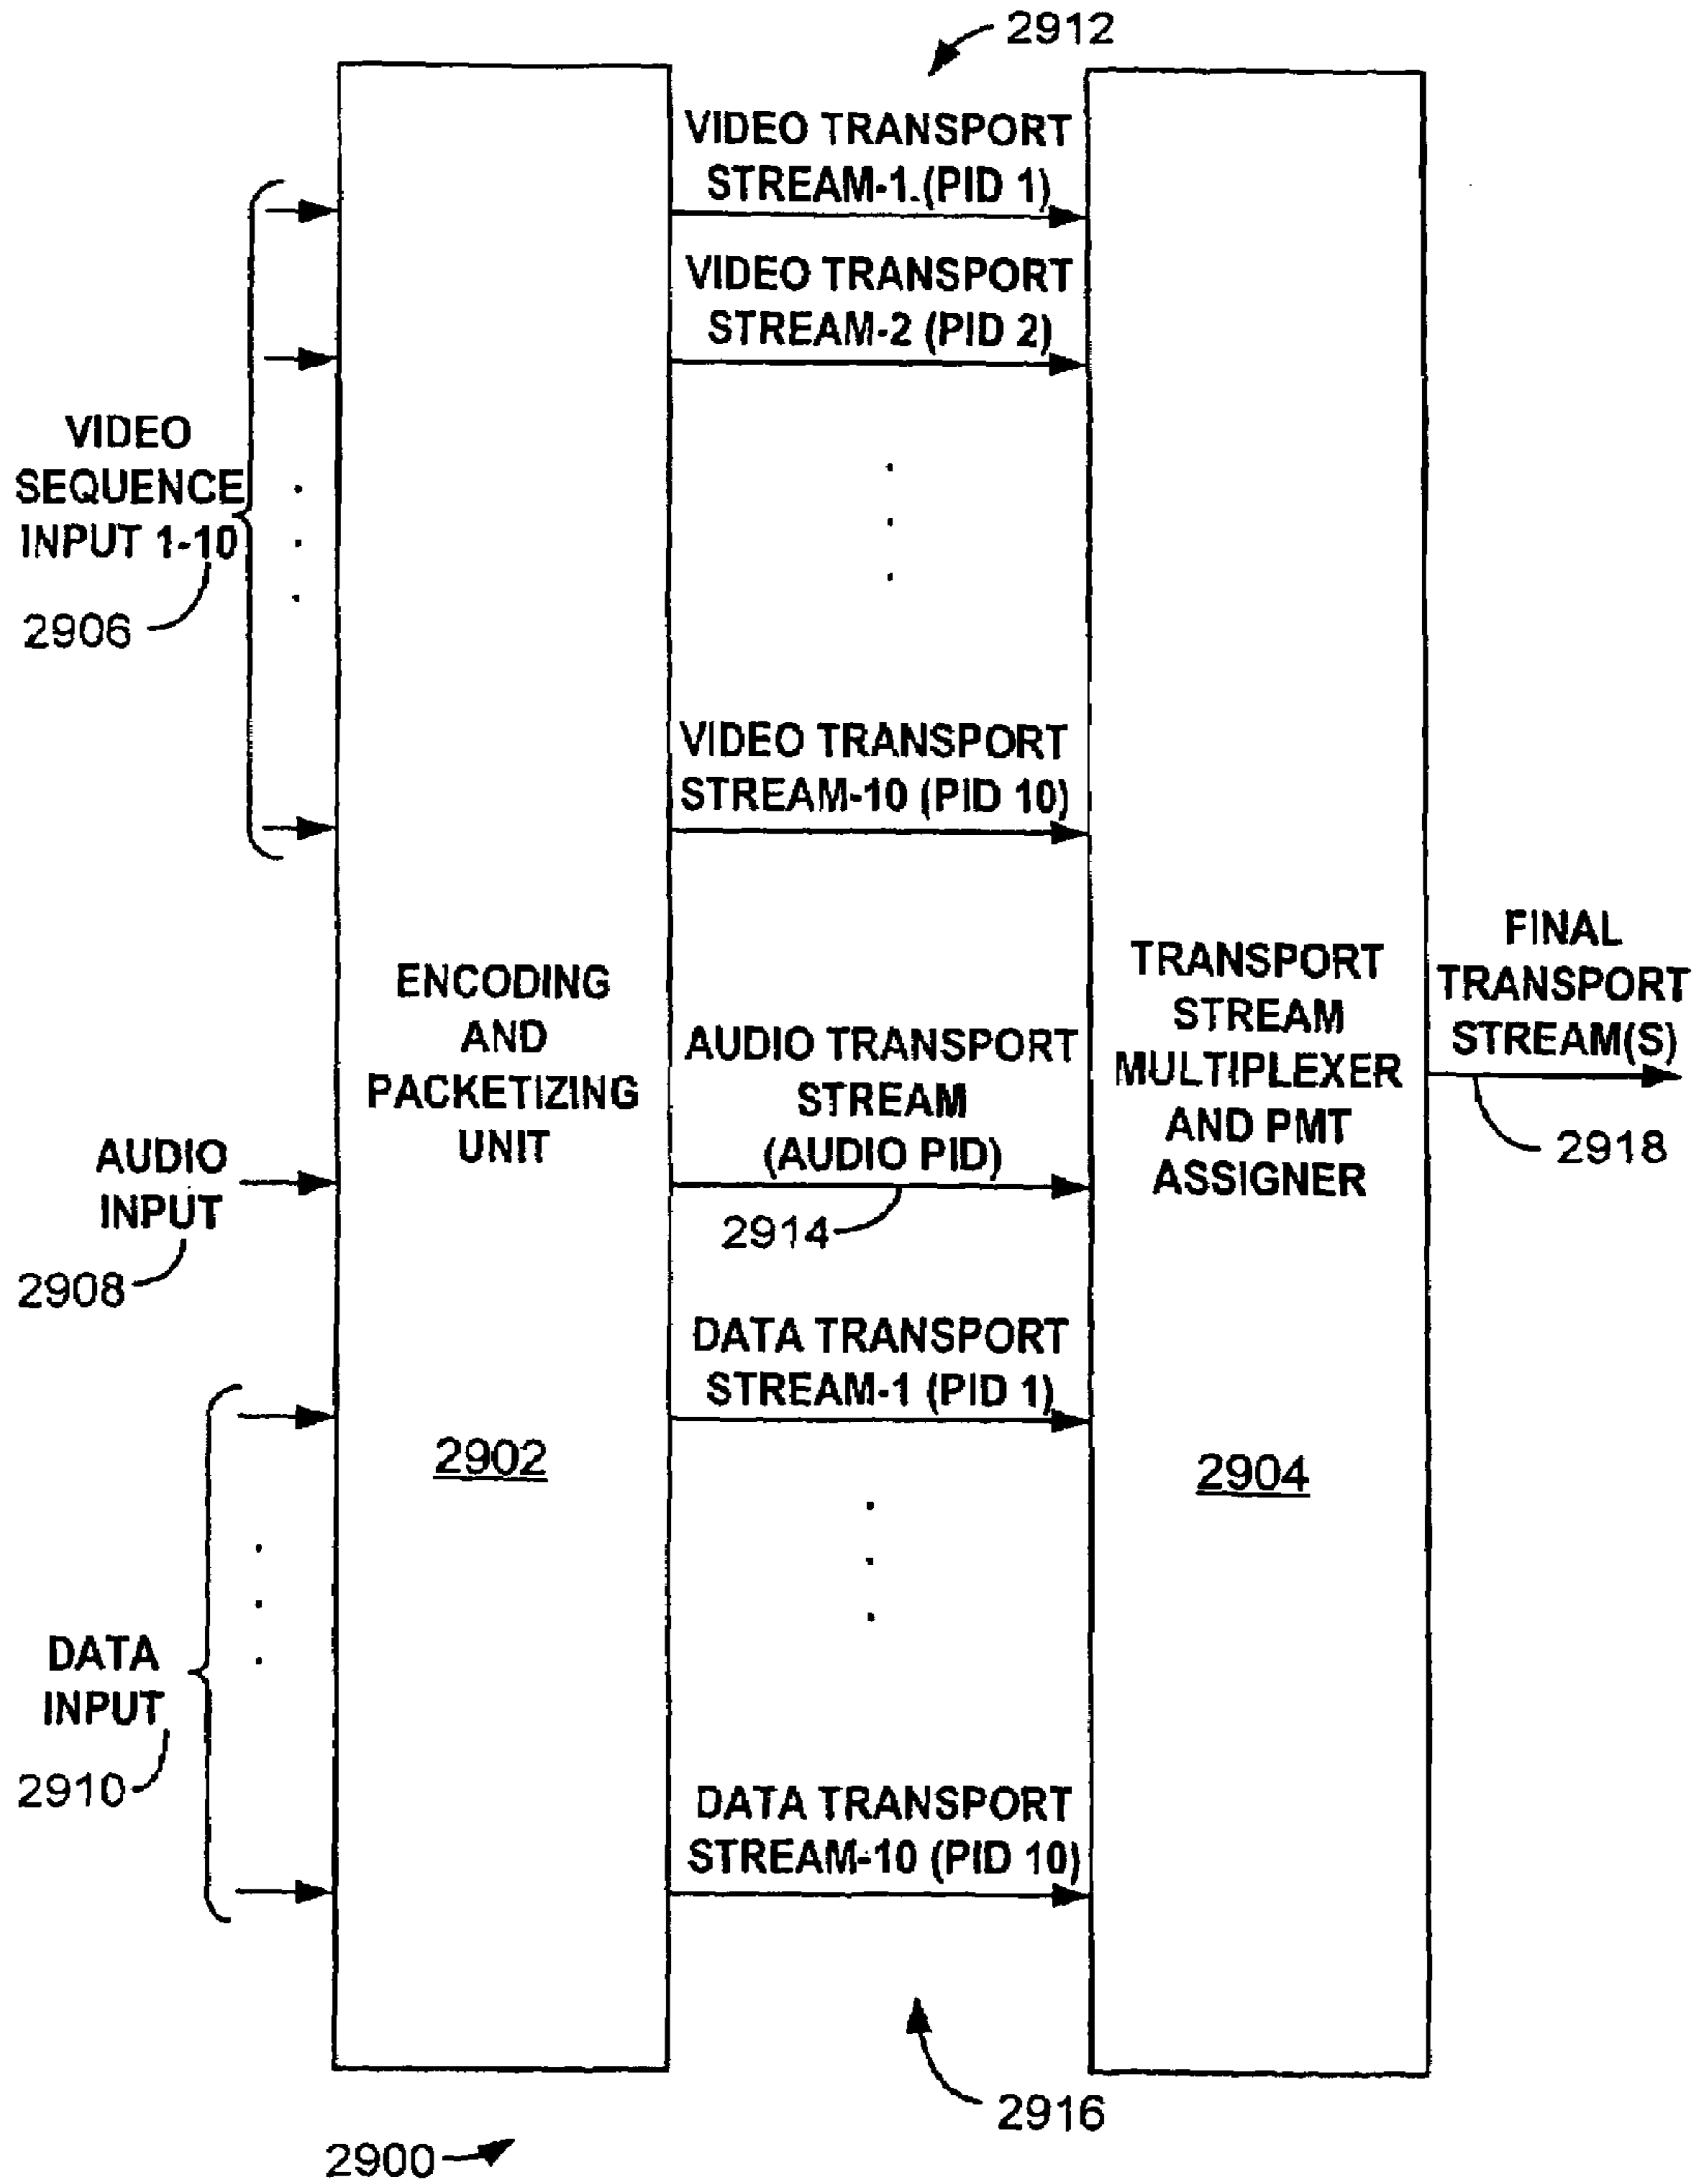 2912
VIDEO TRANSPORT
STREAM-1 (PID 1)
VIDEO TRANSPORT
STREAM-2 (PID 2)
VIDEO
SEQUENCE
INPUT 1-10
2906
VIDEO TRANSPORT
STREAM-10 (PID 10)
ENCODING
AND
PACKETIZING
UNIT
2902
AUDIO
INPUT
2908
AUDIO TRANSPORT
STREAM
(AUDIO PID)
2914
TRANSPORT
STREAM
MULTIPLEXER
AND PMT
ASSIGNER
2904
FINAL
TRANSPORT
STREAM(S)
2918
DATA TRANSPORT
STREAM-1 (PID 1)
DATA
INPUT
2910
DATA TRANSPORT
STREAM-10 (PID 10)
2916
2900